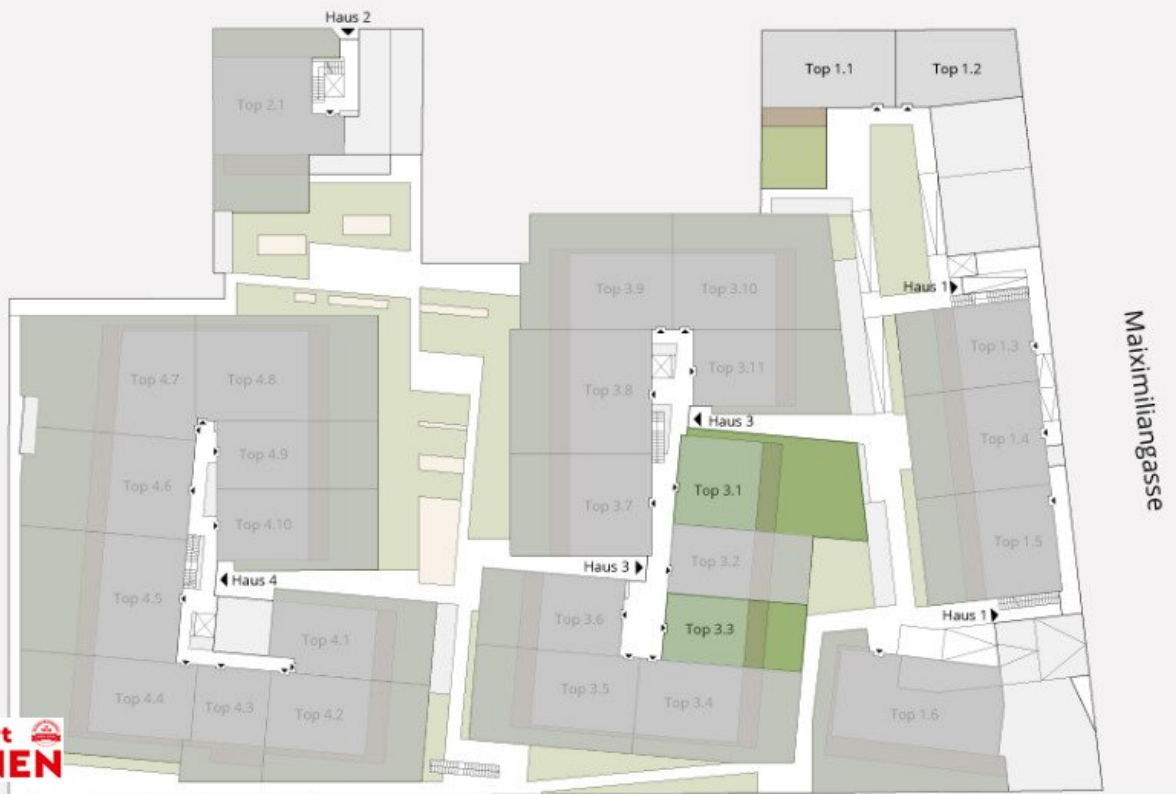 Haus 2
Top 2.1
Top 1.1
Top 1.2
Haus 1
Top 3.9
Top 3.10
Top 1.3
Top 4.7
Top 4.8
Top 3.8
Top 3.11
Maiximiliangasse
Haus 3
Top 1.4
Top 4.9
Top 4.6
Top 3.1
Top 3.7
Top 4.10
Top 1.5
Top 3.2
Haus 3
Haus 4
Top 4.5
Top 3.6
Haus 1
Top 3.3
Top 4.1
Top 3.5
Top 4.4
Top 4.3
Top 4.2
Top 3.4
Top 1.6